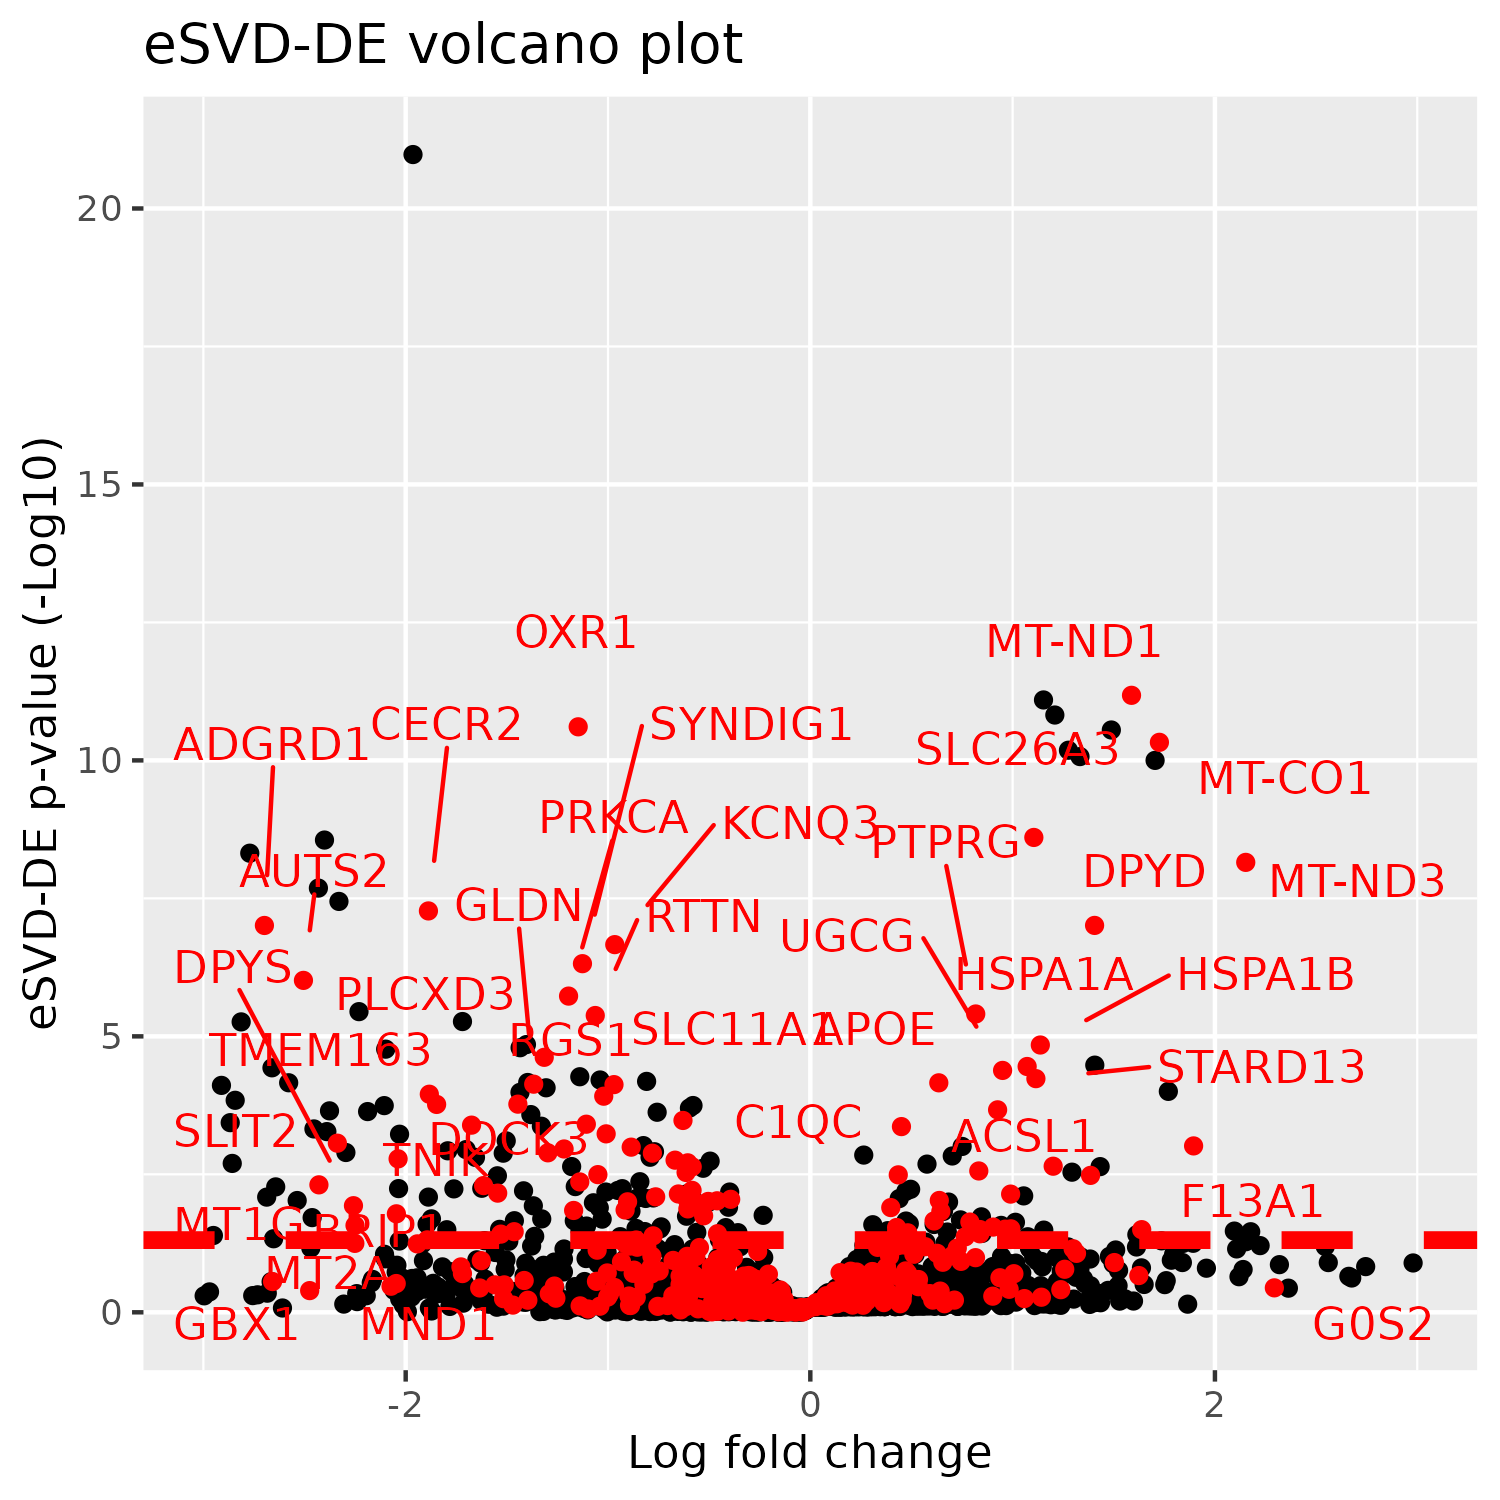 eSVD-DE volcano plot
eSVD-DE p-value (-Log10)
20
15
10
5
0
OXR1
MT-ND1
CECR2
SYNDIG1
ADGRD1
SLC26A3
MT-CO1
PRKCA
KCNQ3
PTPRG
AUTS2
DPYD
MT-ND3
GLDN
RTTN
UGCG
DPYS
PLCXD3
HSPA1A
HSPA1B
TMEM163
RGS1
SLC11A1
APOE
STARD13
SLIT2
DOCK3
C1QC
ACSL1
TNIK
MT1G
BRIP1
F13A1
MT2A
GBX1
MND1
G0S2
-2
0
2
Log fold change